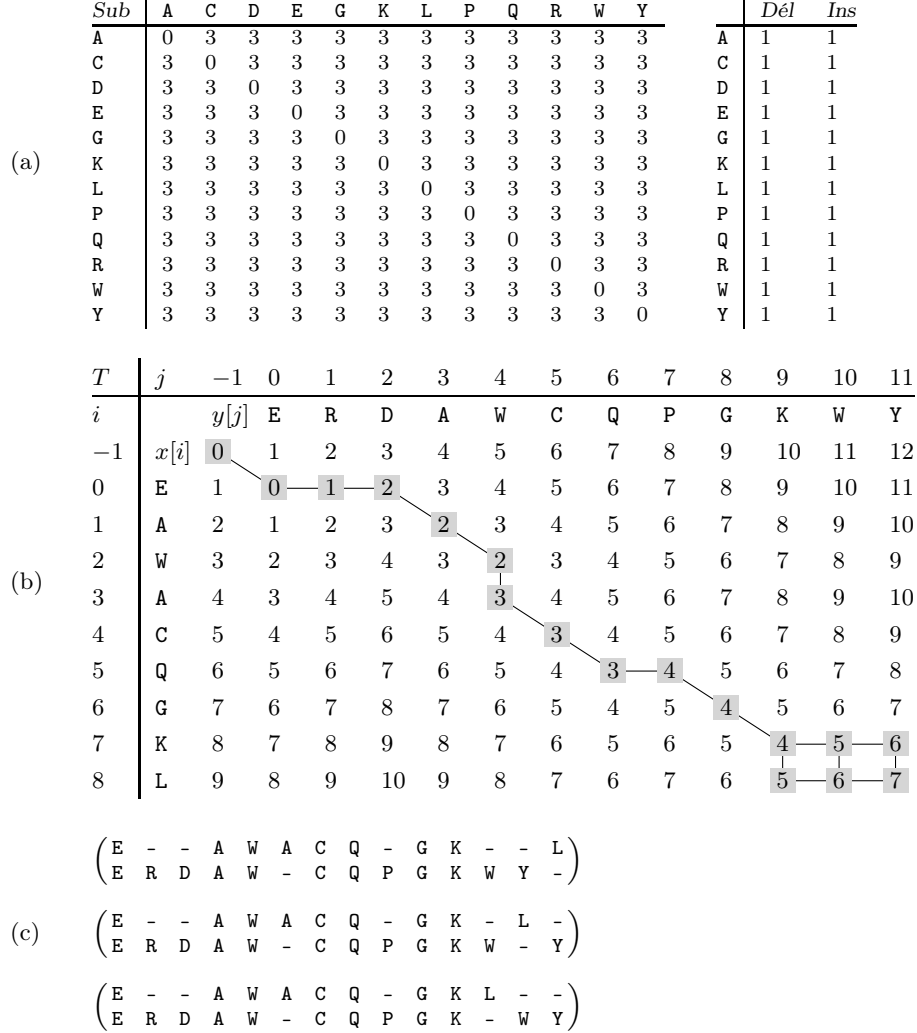 Sub A C D E G K L P Q R W Y Dél Ins
A 0 3 3 3 3 3 3 3 3 3 3 3 A 1 1
C 3 0 3 3 3 3 3 3 3 3 3 3 C 1 1
D 3 3 0 3 3 3 3 3 3 3 3 3 D 1 1
E 3 3 3 0 3 3 3 3 3 3 3 3 E 1 1
G 3 3 3 3 0 3 3 3 3 3 3 3 G 1 1
(a) K 3 3 3 3 3 0 3 3 3 3 3 3 K 1 1
L 3 3 3 3 3 3 0 3 3 3 3 3 L 1 1
P 3 3 3 3 3 3 3 0 3 3 3 3 P 1 1
Q 3 3 3 3 3 3 3 3 0 3 3 3 Q 1 1
R 3 3 3 3 3 3 3 3 3 0 3 3 R 1 1
W 3 3 3 3 3 3 3 3 3 3 0 3 W 1 1
Y 3 3 3 3 3 3 3 3 3 3 3 0 Y 1 1
T j −1 0 1 2 3 4 5 6 7 8 9 10 11
i y[j] E R D A W C Q P G K W Y
−1 x[i] 0 1 2 3 4 5 6 7 8 9 10 11 12
0 E 1 0 1 2 3 4 5 6 7 8 9 10 11
1 A 2 1 2 3 2 3 4 5 6 7 8 9 10
2 W 3 2 3 4 3 2 3 4 5 6 7 8 9
(b)
3 A 4 3 4 5 4 3 4 5 6 7 8 9 10
4 C 5 4 5 6 5 4 3 4 5 6 7 8 9
5 Q 6 5 6 7 6 5 4 3 4 5 6 7 8
6 G 7 6 7 8 7 6 5 4 5 4 5 6 7
7 K 8 7 8 9 8 7 6 5 6 5 4 5 6
8 L 9 8 9 10 9 8 7 6 7 6 5 6 7
E - - A W A C Q - G K - - L
E R D A W - C Q P G K W Y -
(c)
E - - A W A C Q - G K - L -
E R D A W - C Q P G K W - Y
E - - A W A C Q - G K L - -
E R D A W - C Q P G K - W Y